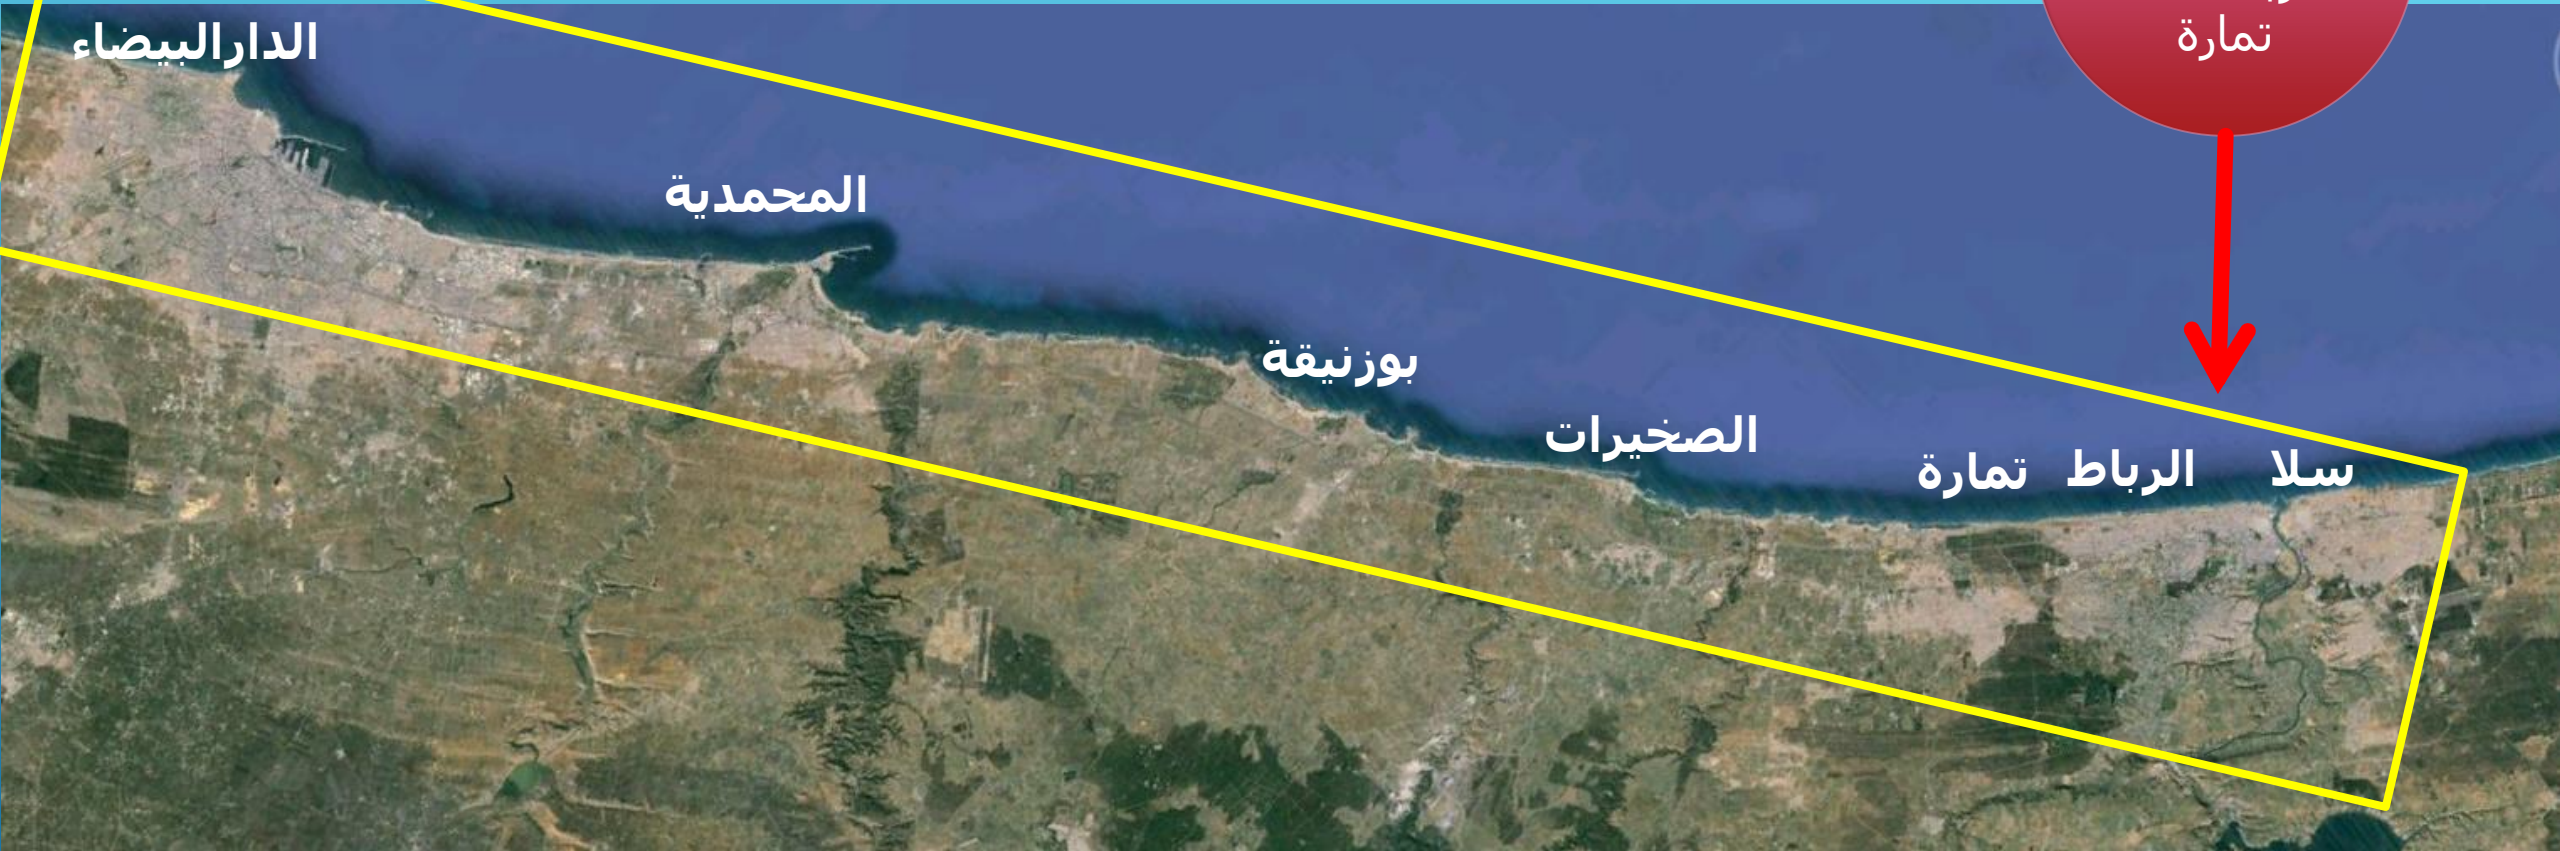 تمارة
الدارالبيضاء
المحمدية
بوزنيقة
الصخيرات
سلا الرباط تمارة